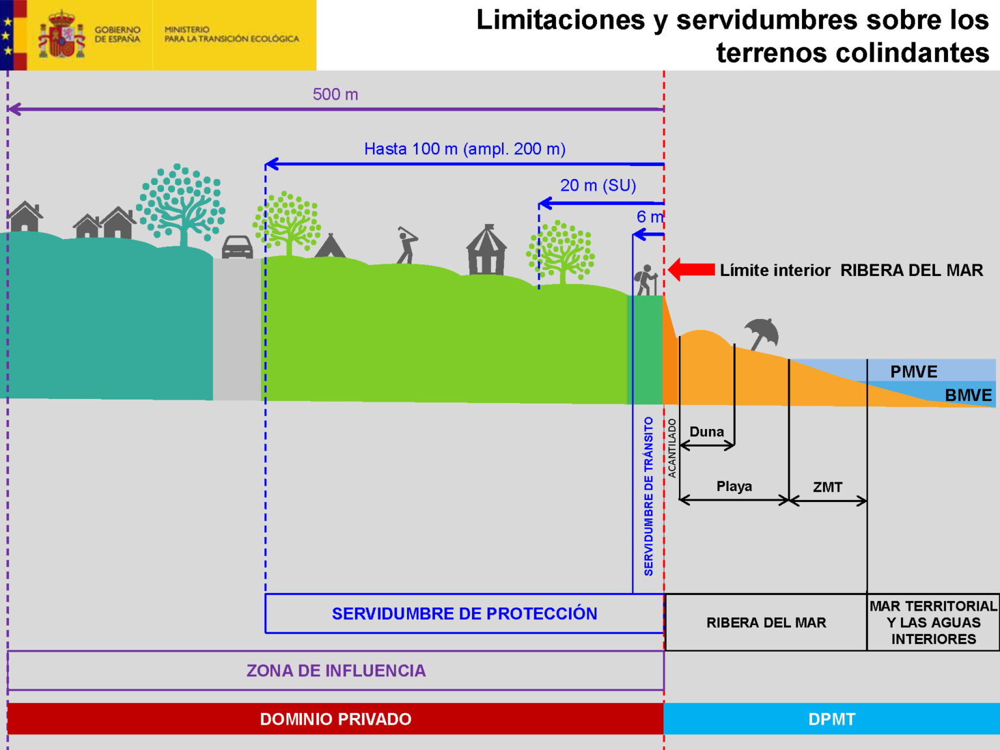 GOBIERNO
DE ESPAÑA
MINISTERIO
PARA LA TRANSICIÓN ECOLÓGICA
Limitaciones y servidumbres sobre los
terrenos colindantes
500 m
Hasta 100 m (ampl. 200 m)
20 m (SU)
6 m
Límite interior RIBERA DEL MAR
PMVE
BMVE
SERVIDUMBRE DE TRÁNSITO
ACANTILADO
Duna
Playa
ZMT
SERVIDUMBRE DE PROTECCIÓN
RIBERA DEL MAR
MAR TERRITORIAL
Y LAS AGUAS
INTERIORES
ZONA DE INFLUENCIA
DOMINIO PRIVADO
DPMT